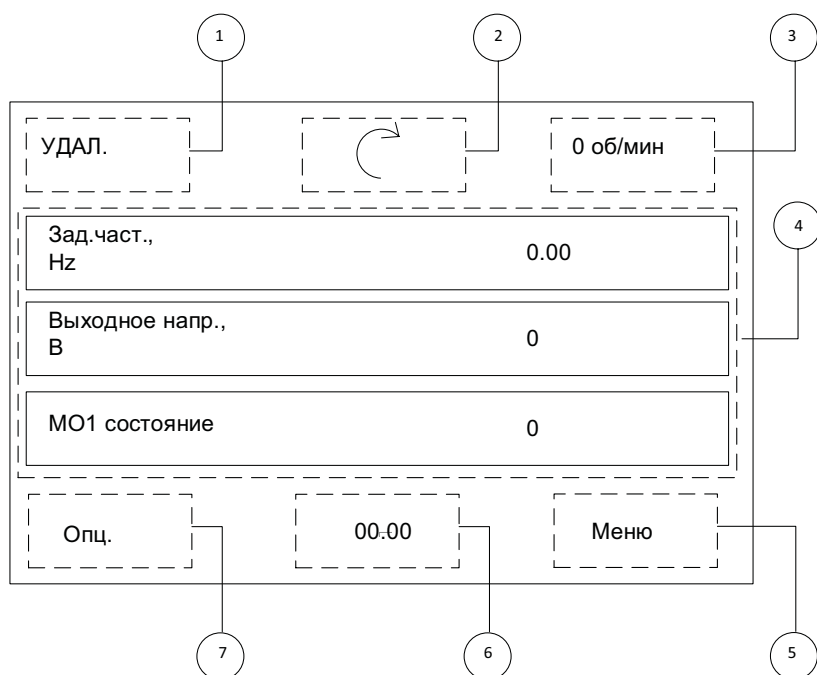 1
2
3
УДАЛ.
0 об/мин
4
Зад.част.,
Hz
0.00
Выходное напр.,
В
0
МО1 состояние
0
Опц.
00.00
Меню
7
6
5